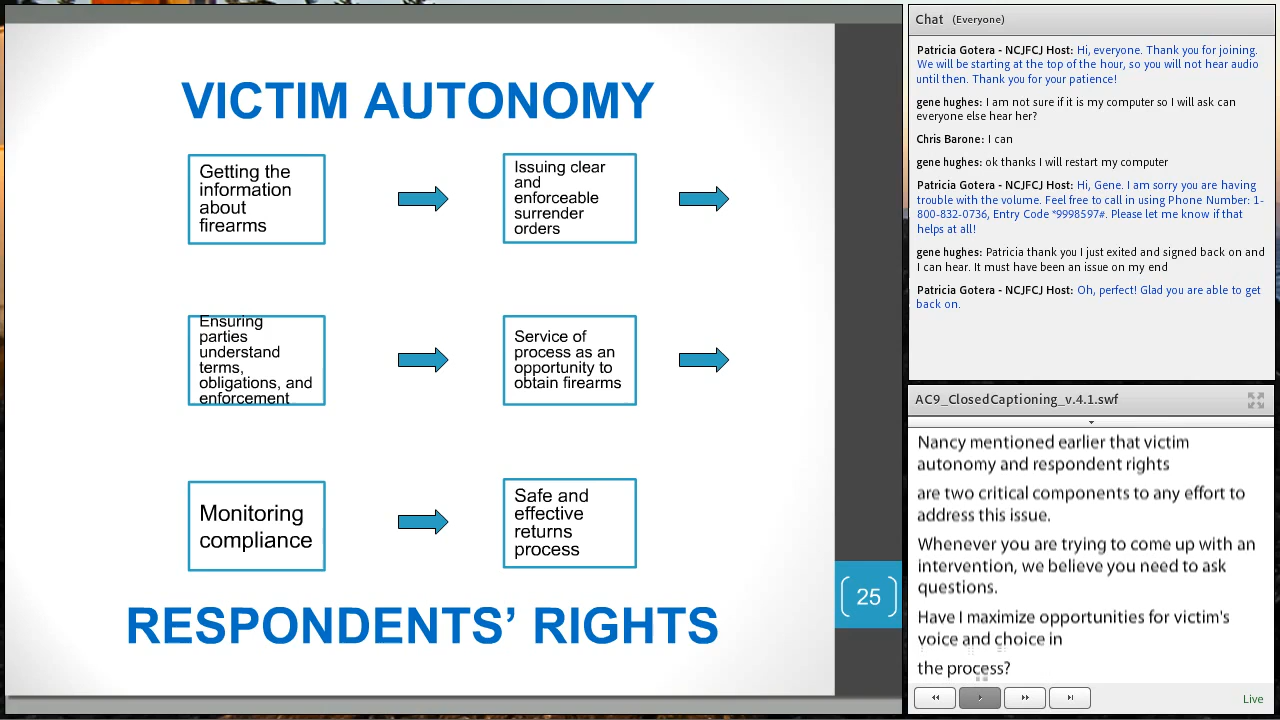 VICTIM AUTONOMY
Getting the
information
about
firearms
Issuing clear
and
enforceable
surrender
orders
Ensuring
parties
understand
terms,
obligations, and
enforcement
Service of
process as an
opportunity to
obtain firearms
Monitoring
compliance
Safe and
effective
returns
process
RESPONDENTS’ RIGHTS
25
Chat (Everyone)
Patricia Gotera - NCJFCJ Host: Hi, everyone. Thank you for joining.
We will be starting at the top of the hour, so you will not hear audio
until then. Thank you for your patience!
gene hughes: I am not sure if it is my computer so I will ask can
everyone else hear her?
Chris Barone: I can
gene hughes: ok thanks I will restart my computer
Patricia Gotera - NCJFCJ Host: Hi, Gene. I am sorry you are having
trouble with the volume. Feel free to call in using Phone Number: 1-
800-832-0736, Entry Code *9998597#. Please let me know if that
helps at all!
gene hughes: Patricia thank you I just exited and signed back on and
I can hear. It must have been an issue on my end
Patricia Gotera - NCJFCJ Host: Oh, perfect! Glad you are able to get
back on.
AC9_ClosedCaptioning_v.4.1.swf
Nancy mentioned earlier that victim
autonomy and respondent rights
are two critical components to any effort to
address this issue.
Whenever you are trying to come up with an
intervention, we believe you need to ask
questions.
Have I maximize opportunities for victim's
voice and choice in
the process?
Live